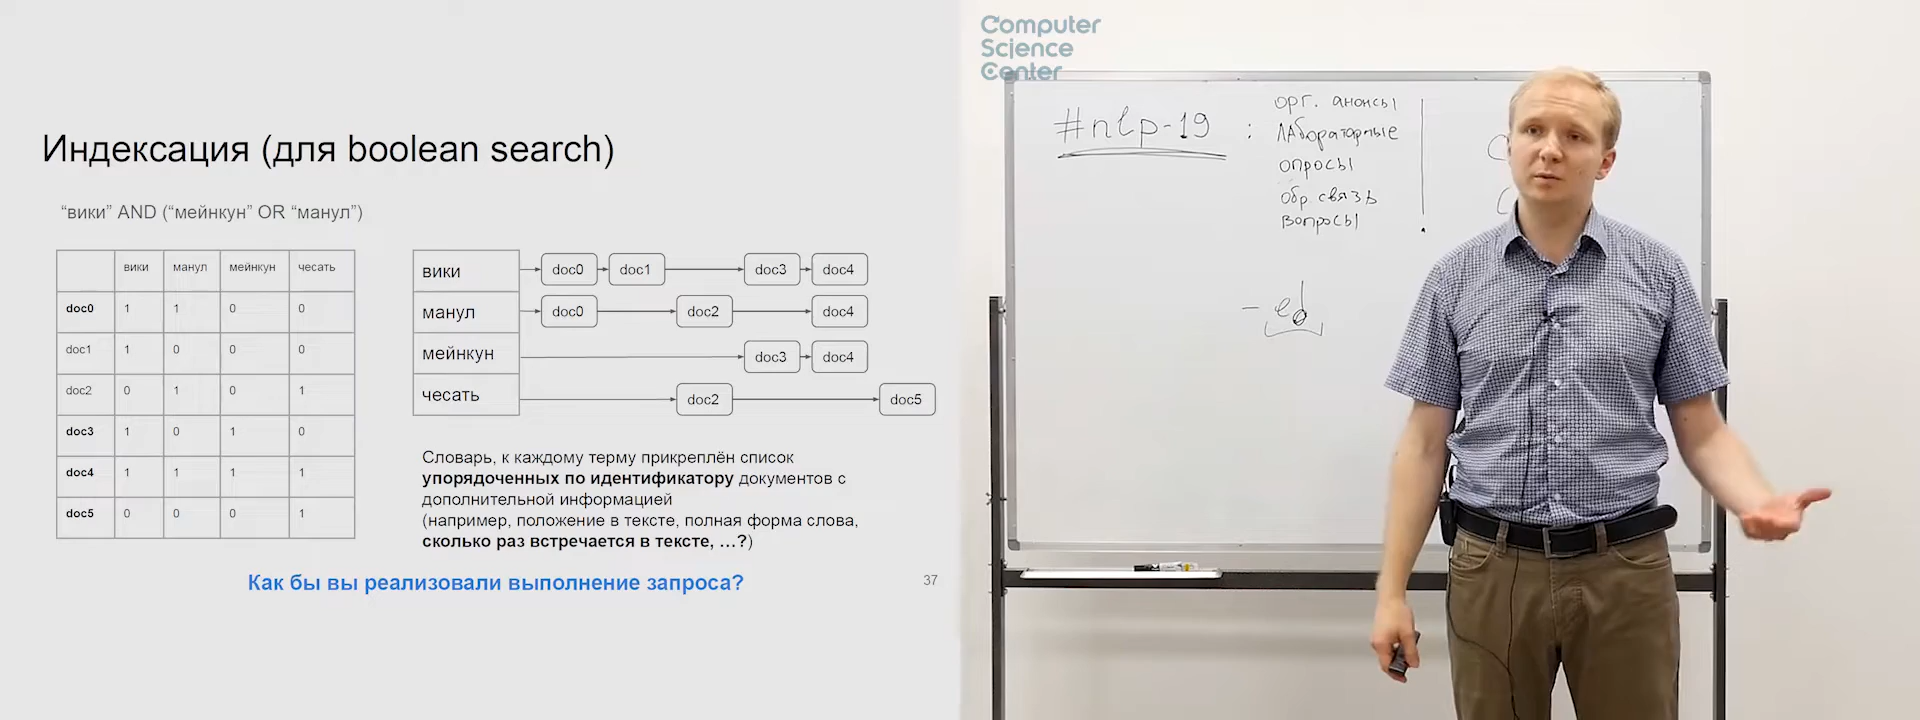 Индексация (для boolean search)
“вики” AND (“мейнкун” OR “манул”)
вики манул мейнкун чесать
doc0 1 1 0 0
doc1 1 0 0 0
doc2 0 1 0 1
doc3 1 0 1 0
doc4 1 1 1 1
doc5 0 0 0 1
вики doc0 doc1 doc3 doc4
манул doc0 doc2 doc4
мейнкун doc3 doc4
чесать doc2 doc5
Словарь, к каждому терму прикреплён список
упорядоченных по идентификатору документов с
дополнительной информацией
(например, положение в тексте, полная форма слова,
сколько раз встречается в тексте, …?)
Как бы вы реализовали выполнение запроса?
37
Computer
Science
Center
#nlp-19 : орг. анонсы
лабораторные
опросы
обр. связь
вопросы